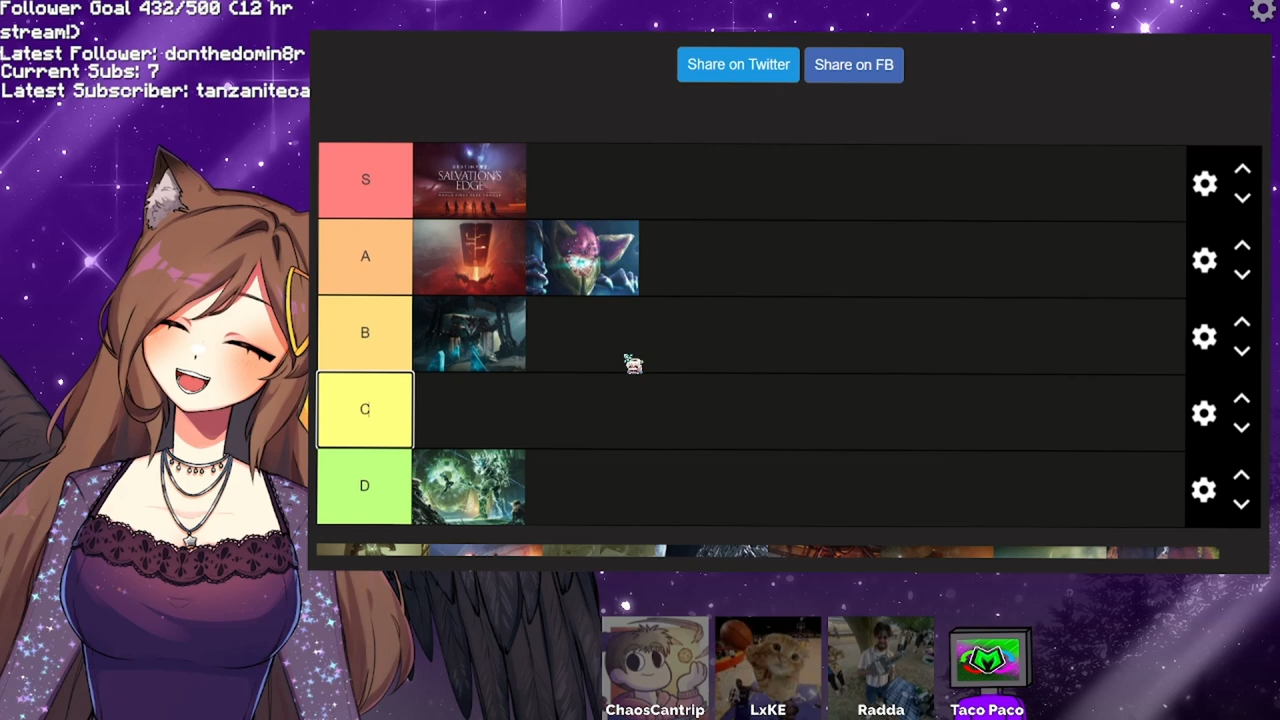 Follower Goal 432/500 (12 hr
stream!)
Latest Follower: donthedomin8r
Current Subs: 7
Latest Subscriber: tanzaniteca
Share on Twitter
Share on FB
S
SALVATION'S
EDGE
A
B
C
D
ChaosCantrip
LxKE
Radda
Taco Paco